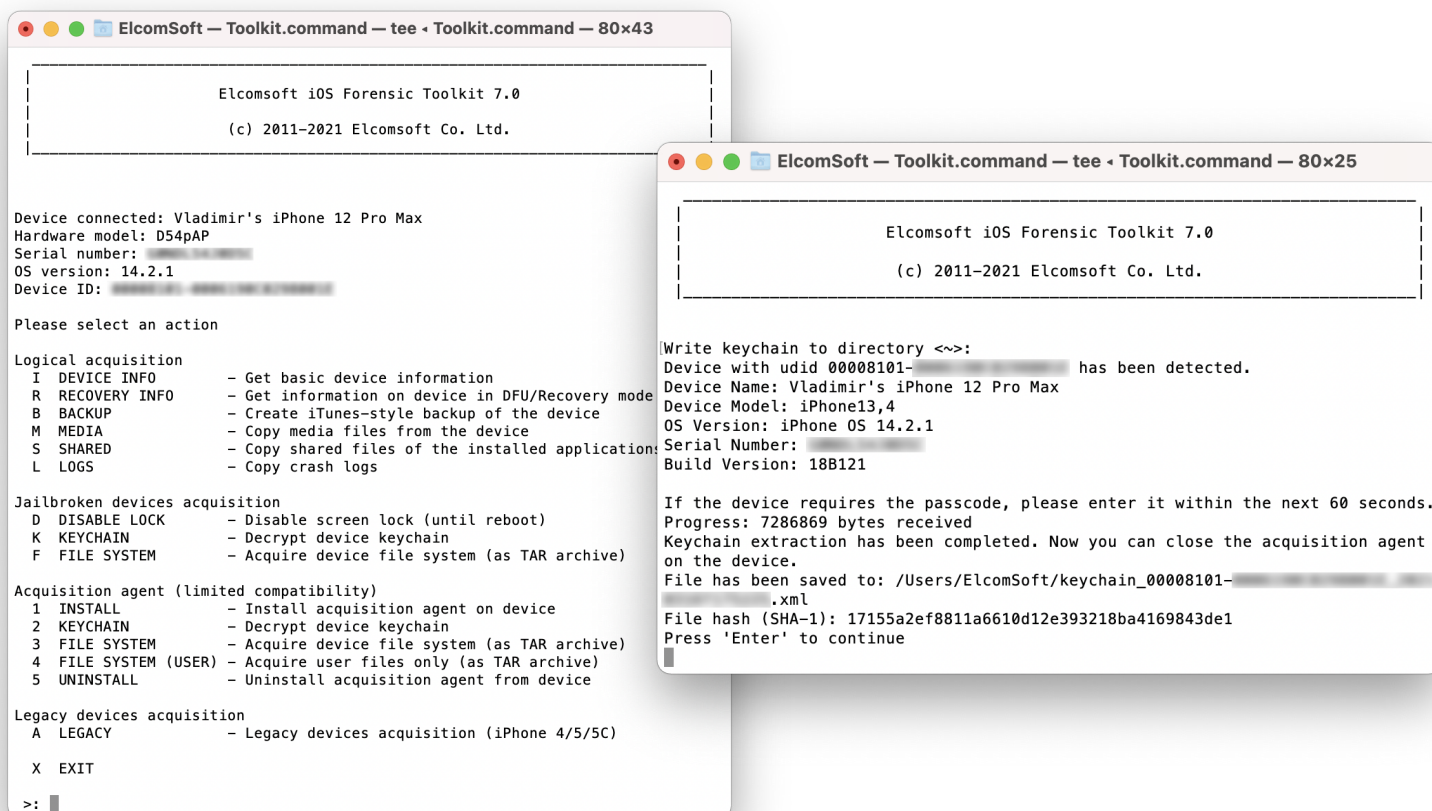 ElcomSoft — Toolkit.command — tee ◂ Toolkit.command — 80×43
Elcomsoft iOS Forensic Toolkit 7.0
(c) 2011-2021 Elcomsoft Co. Ltd.
Device connected: Vladimir's iPhone 12 Pro Max
Hardware model: D54pAP
Serial number:
OS version: 14.2.1
Device ID:
Please select an action
Logical acquisition
I DEVICE INFO – Get basic device information
R RECOVERY INFO – Get information on device in DFU/Recovery mode
B BACKUP – Create iTunes-style backup of the device
M MEDIA – Copy media files from the device
S SHARED – Copy shared files of the installed applications
L LOGS – Copy crash logs
Jailbroken devices acquisition
D DISABLE LOCK – Disable screen lock (until reboot)
K KEYCHAIN – Decrypt device keychain
F FILE SYSTEM – Acquire device file system (as TAR archive)
Acquisition agent (limited compatibility)
1 INSTALL – Install acquisition agent on device
2 KEYCHAIN – Decrypt device keychain
3 FILE SYSTEM – Acquire device file system (as TAR archive)
4 FILE SYSTEM (USER) – Acquire user files only (as TAR archive)
5 UNINSTALL – Uninstall acquisition agent from device
Legacy devices acquisition
A LEGACY – Legacy devices acquisition (iPhone 4/5/5C)
X EXIT
>:
ElcomSoft — Toolkit.command — tee ◂ Toolkit.command — 80×25
Elcomsoft iOS Forensic Toolkit 7.0
(c) 2011-2021 Elcomsoft Co. Ltd.
[Write keychain to directory <~>:
Device with udid 00008101- has been detected.
Device Name: Vladimir's iPhone 12 Pro Max
Device Model: iPhone13,4
OS Version: iPhone OS 14.2.1
Serial Number:
Build Version: 18B121
If the device requires the passcode, please enter it within the next 60 seconds.
Progress: 7286869 bytes received
Keychain extraction has been completed. Now you can close the acquisition agent
on the device.
File has been saved to: /Users/ElcomSoft/keychain_00008101-
.xml
File hash (SHA-1): 17155a2ef8811a6610d12e393218ba4169843de1
Press 'Enter' to continue